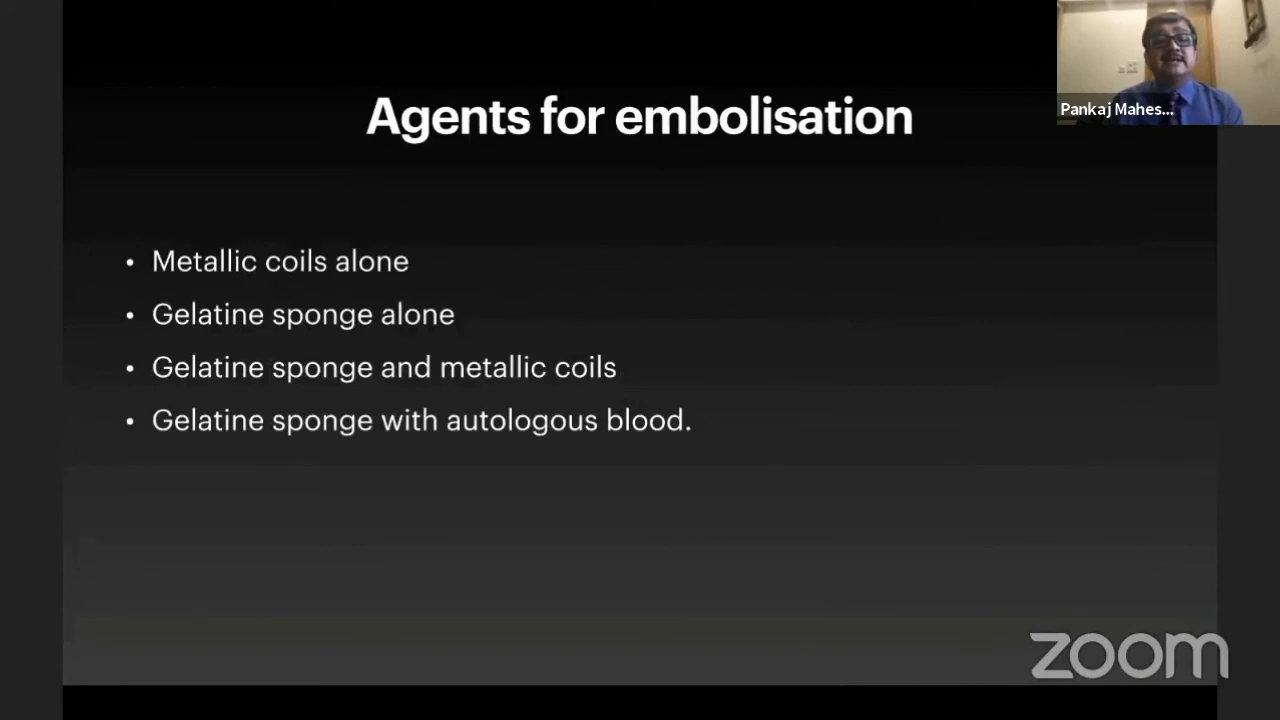 Agents for embolisation
Pankaj Mahes...
• Metallic coils alone
• Gelatine sponge alone
• Gelatine sponge and metallic coils
• Gelatine sponge with autologous blood.
zoom